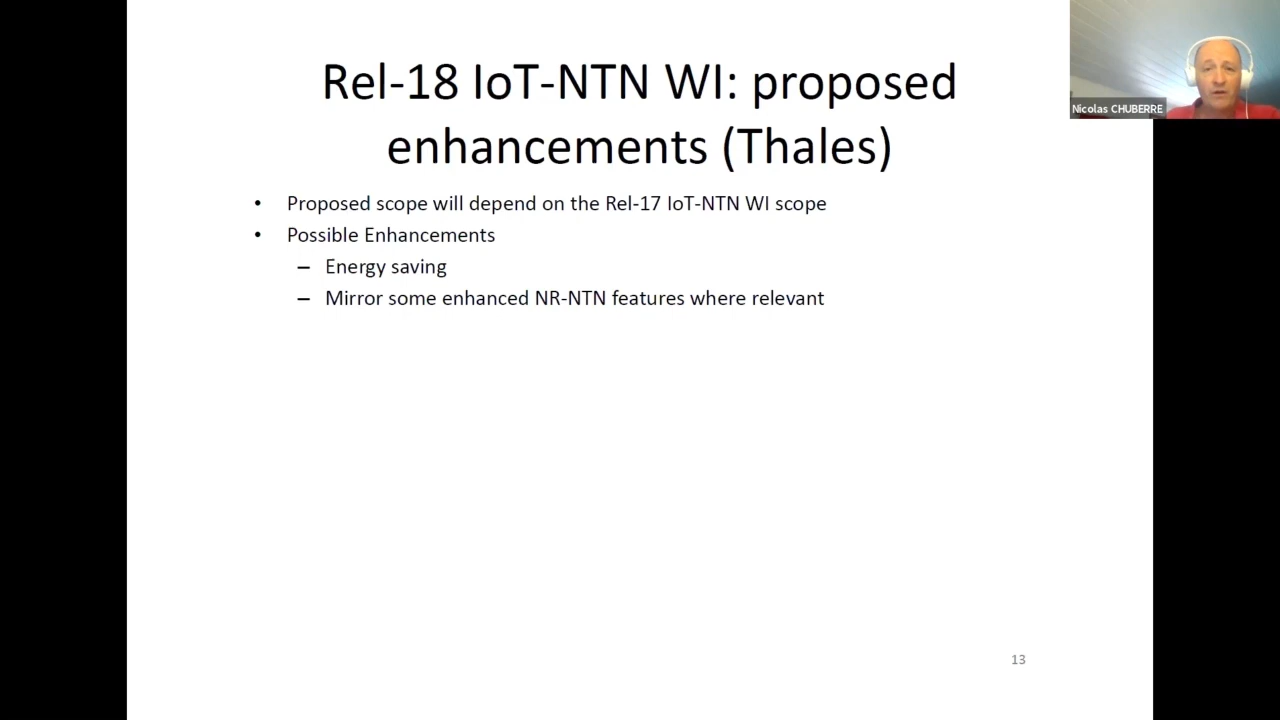 Rel-18 IoT-NTN WI: proposed
enhancements (Thales)
Nicolas CHUBERRE
• Proposed scope will depend on the Rel-17 IoT-NTN WI scope
• Possible Enhancements
– Energy saving
– Mirror some enhanced NR-NTN features where relevant
13